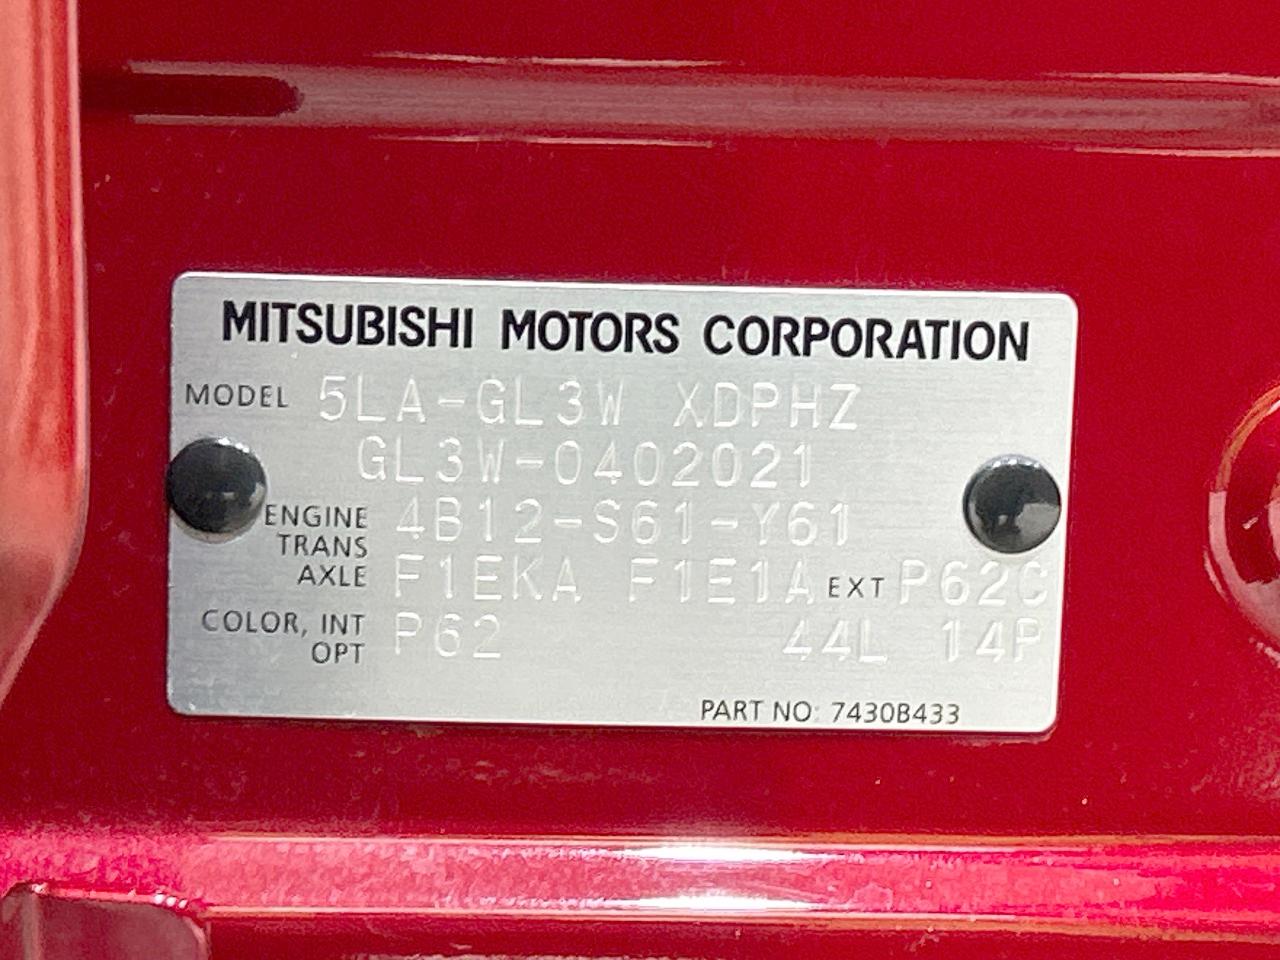 MITSUBISHI MOTORS CORPORATION
MODEL 5LA-GL3W XDPHZ
GL3W-0402021
ENGINE 4B12-S61-Y61
TRANS
AXLE F1EKA F1E1A EXT P62C
COLOR, INT P62 44L 14P
OPT
PART NO: 7430B433